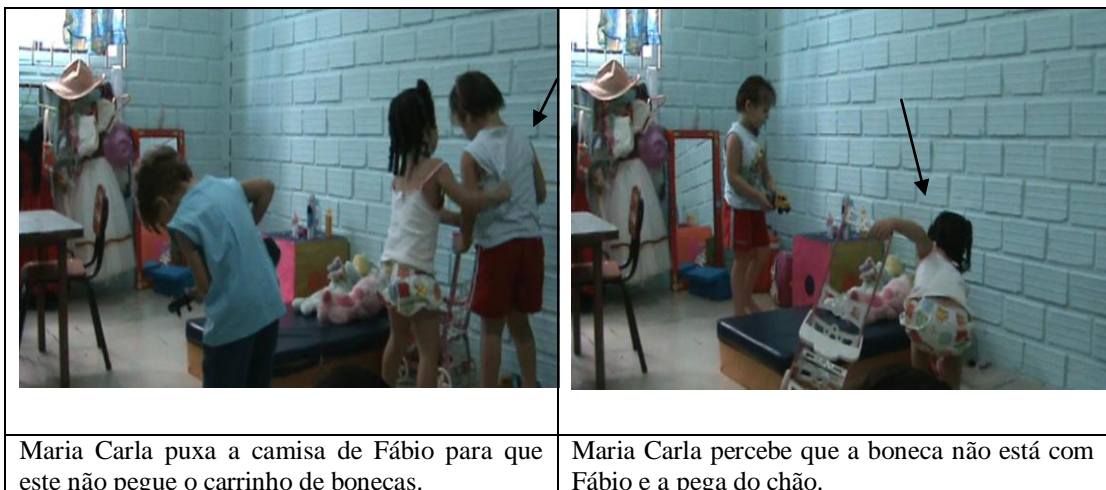 Maria Carla puxa a camisa de Fábio para que
este não pegue o carrinho de bonecas.
Maria Carla percebe que a boneca não está com
Fábio e a pega do chão.